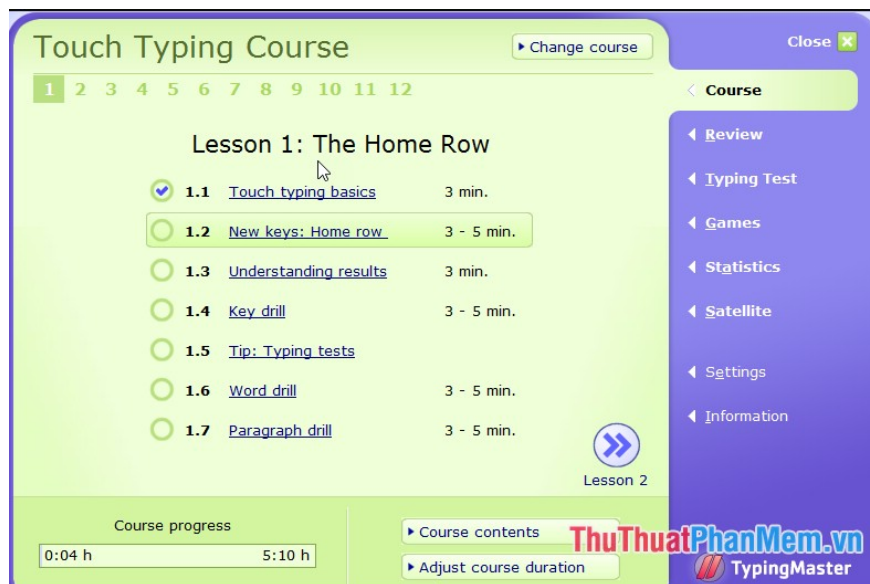 Touch Typing Course
Change course
Close
1 2 3 4 5 6 7 8 9 10 11 12
Course
Lesson 1: The Home Row
Review
1.1 Touch typing basics 3 min.
Typing Test
1.2 New keys: Home row 3 - 5 min.
Games
1.3 Understanding results 3 min.
Statistics
1.4 Key drill 3 - 5 min.
Satellite
1.5 Tip: Typing tests
Settings
1.6 Word drill 3 - 5 min.
Information
1.7 Paragraph drill 3 - 5 min.
Lesson 2
Course progress
0:04 h 5:10 h
Course contents
Adjust course duration
ThuThuatPhanMem.vn
TypingMaster